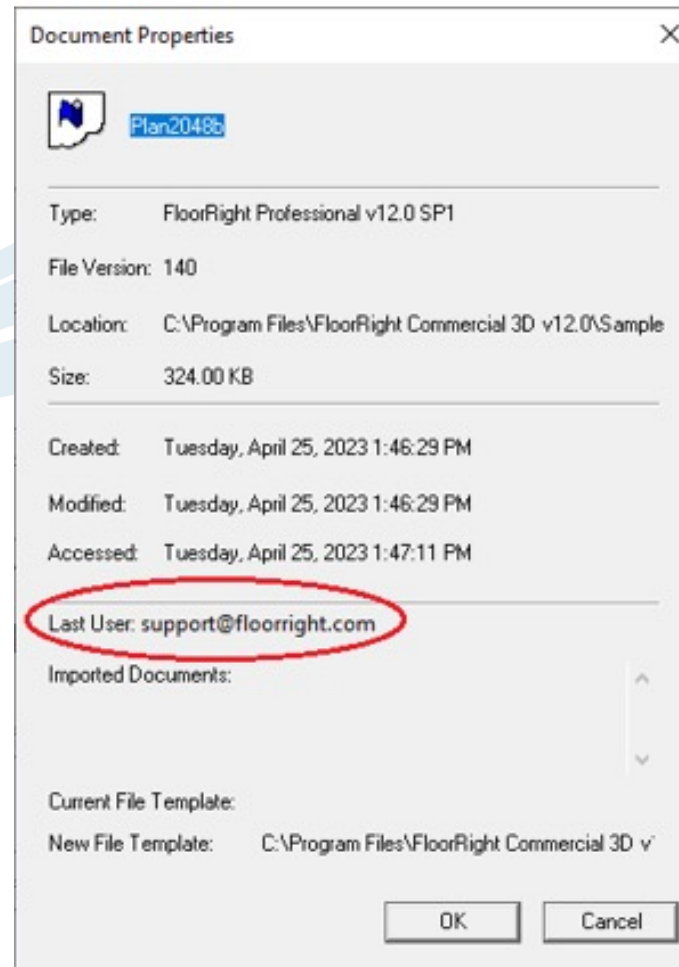 Document Properties
Plan2048b
Type: FloorRight Professional v12.0 SP1
File Version: 140
Location: C:\Program Files\FloorRight Commercial 3D v12.0\Sample
Size: 324.00 KB
Created: Tuesday, April 25, 2023 1:46:29 PM
Modified: Tuesday, April 25, 2023 1:46:29 PM
Accessed: Tuesday, April 25, 2023 1:47:11 PM
Last User: support@floorright.com
Imported Documents:
Current File Template:
New File Template: C:\Program Files\FloorRight Commercial 3D v
OK Cancel